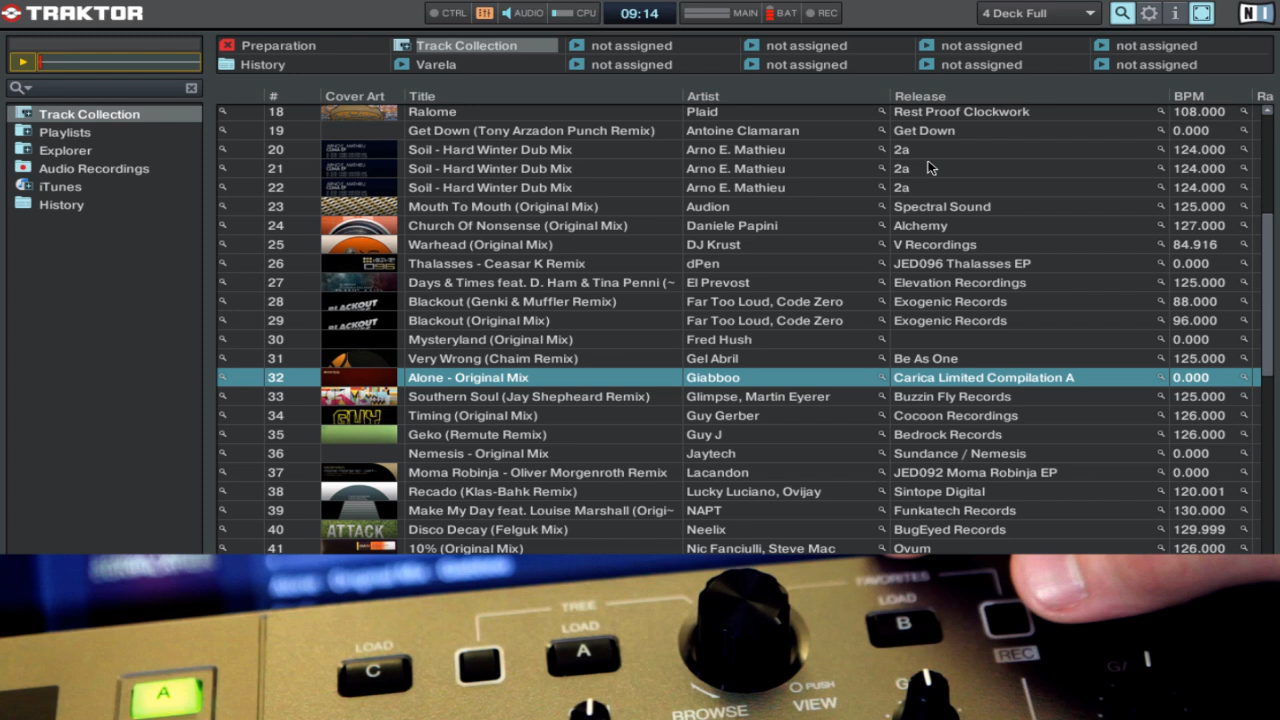 TRAKTOR CTRL AUDIO CPU 09:14 MAIN BAT REC 4 Deck Full i NI
Preparation Track Collection not assigned not assigned not assigned not assigned
History Varela not assigned not assigned not assigned not assigned
# Cover Art Title Artist Release BPM Ra
Track Collection
Playlists
Explorer
Audio Recordings
iTunes
History
18 Ralome Plaid Rest Proof Clockwork 108.000
19 Get Down (Tony Arzadon Punch Remix) Antoine Clamaran Get Down 0.000
20 Soil - Hard Winter Dub Mix Arno E. Mathieu 2a 124.000
21 Soil - Hard Winter Dub Mix Arno E. Mathieu 2a 124.000
22 Soil - Hard Winter Dub Mix Arno E. Mathieu 2a 124.000
23 Mouth To Mouth (Original Mix) Audion Spectral Sound 125.000
24 Church Of Nonsense (Original Mix) Daniele Papini Alchemy 127.000
25 Warhead (Original Mix) DJ Krust V Recordings 84.916
26 Thalasses - Ceasar K Remix dPen JED096 Thalasses EP 0.000
27 Days & Times feat. D. Ham & Tina Penni (~ El Prevost Elevation Recordings 125.000
28 BLACKOUT Blackout (Genki & Muffler Remix) Far Too Loud, Code Zero Exogenic Records 88.000
29 BLACKOUT Blackout (Original Mix) Far Too Loud, Code Zero Exogenic Records 96.000
30 Mysteryland (Original Mix) Fred Hush 0.000
31 Very Wrong (Chaim Remix) Gel Abril Be As One 125.000
32 Alone - Original Mix Giabboo Carica Limited Compilation A 0.000
33 Southern Soul (Jay Shepheard Remix) Glimpse, Martin Eyerer Buzzin Fly Records 125.000
34 GUY Timing (Original Mix) Guy Gerber Cocoon Recordings 126.000
35 Geko (Remute Remix) Guy J Bedrock Records 126.000
36 Nemesis - Original Mix Jaytech Sundance / Nemesis 0.000
37 Moma Robinja - Oliver Morgenroth Remix Lacandon JED092 Moma Robinja EP 0.000
38 Recado (Klas-Bahk Remix) Lucky Luciano, Ovijay Sintope Digital 120.001
39 Make My Day feat. Louise Marshall (Origi~ NAPT Funkatech Records 130.000
40 ATTACK Disco Decay (Felguk Mix) Neelix BugEyed Records 129.999
41 10% (Original Mix) Nic Fanciulli, Steve Mac Ovum 126.000
TREE FAVORITES
LOAD LOAD LOAD
C A B
REC
A
BROWSE PUSH VIEW